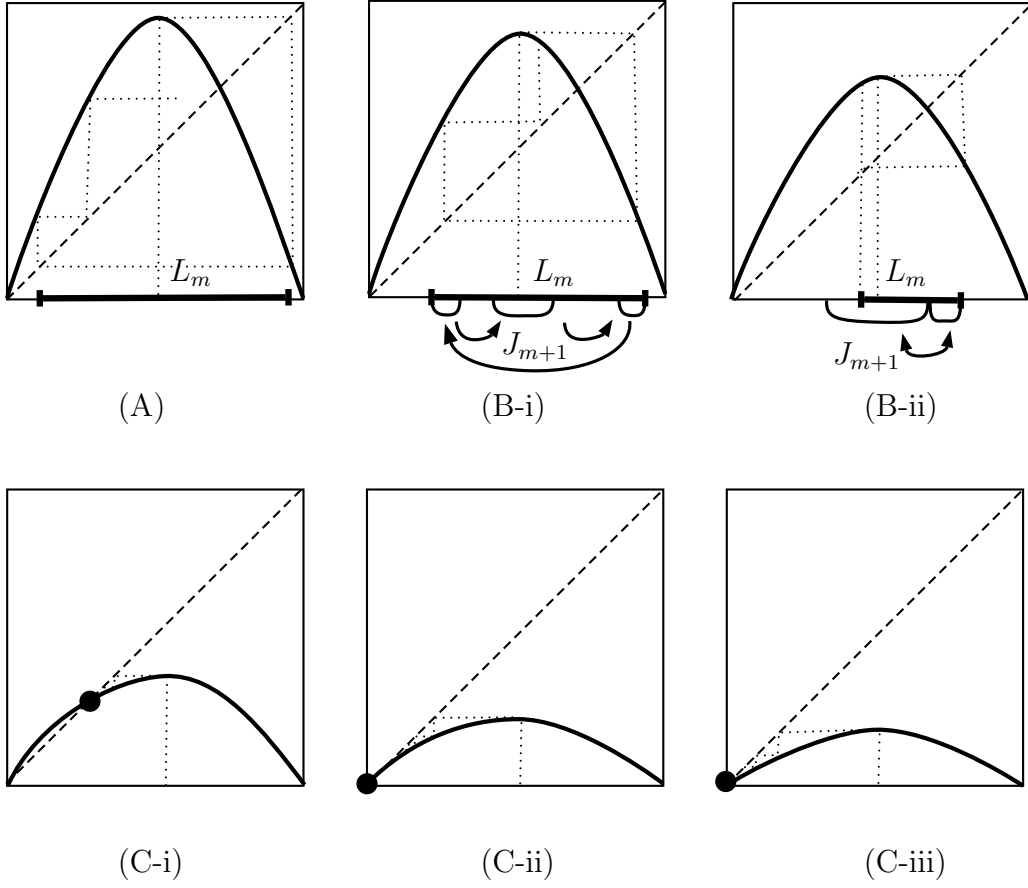 L_m L_m L_m
J_{m+1} J_{m+1}
(A) (B-i) (B-ii)
(C-i) (C-ii) (C-iii)